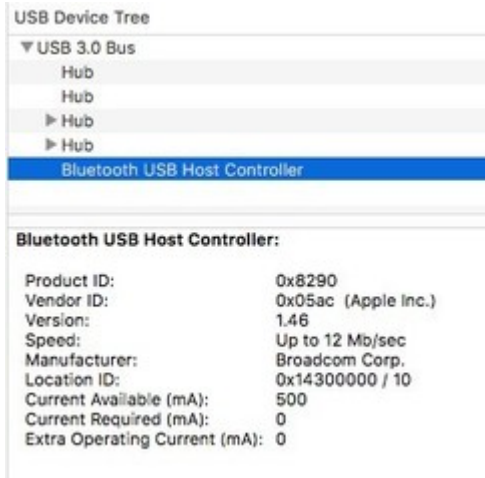 USB Device Tree
USB 3.0 Bus
Hub
Hub
Hub
Hub
Bluetooth USB Host Controller
Bluetooth USB Host Controller:
Product ID: 0x8290
Vendor ID: 0x05ac (Apple Inc.)
Version: 1.46
Speed: Up to 12 Mb/sec
Manufacturer: Broadcom Corp.
Location ID: 0x14300000 / 10
Current Available (mA): 500
Current Required (mA): 0
Extra Operating Current (mA): 0